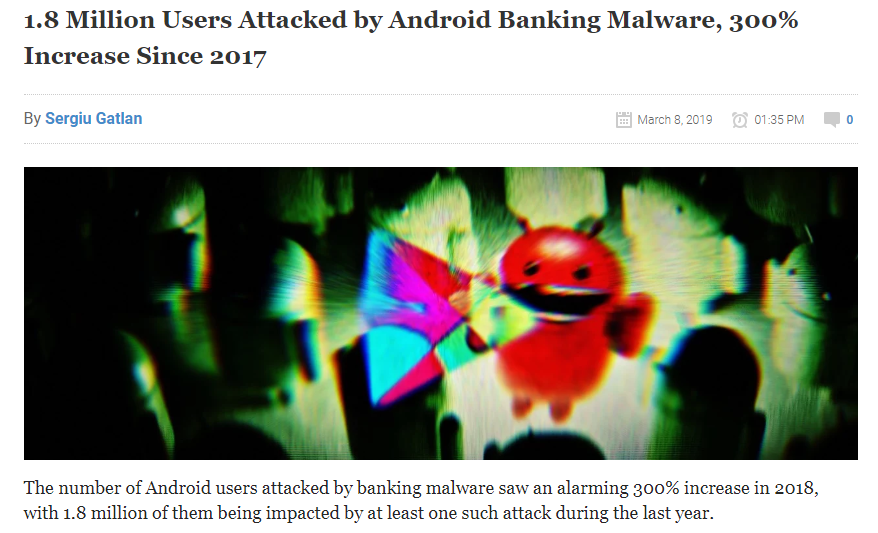 1.8 Million Users Attacked by Android Banking Malware, 300%
Increase Since 2017
By Sergiu Gatlan
March 8, 2019
01:35 PM
0
The number of Android users attacked by banking malware saw an alarming 300% increase in 2018,
with 1.8 million of them being impacted by at least one such attack during the last year.